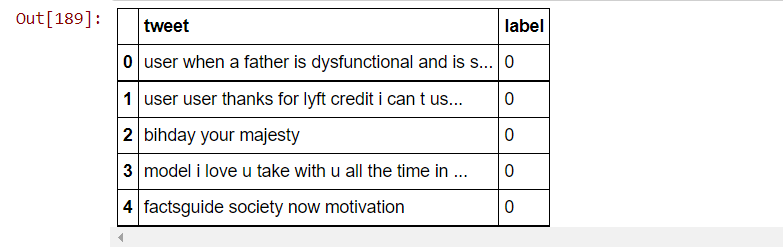 Out[189]:
tweet label
0 user when a father is dysfunctional and is s... 0
1 user user thanks for lyft credit i can t us... 0
2 bihday your majesty 0
3 model i love u take with u all the time in ... 0
4 factsguide society now motivation 0